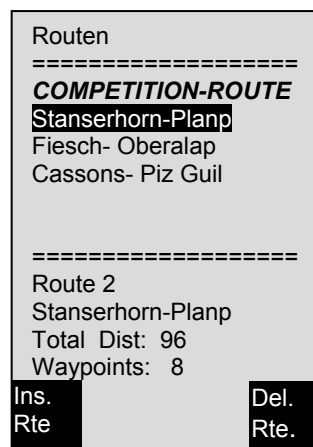 Routen
===================
COMPETITION-ROUTE
Stanserhorn-Planp
Fiesch- Oberalap
Cassons- Piz Guil
===================
Route 2
Stanserhorn-Planp
Total Dist: 96
Waypoints: 8
Ins. Del.
Rte Rte.